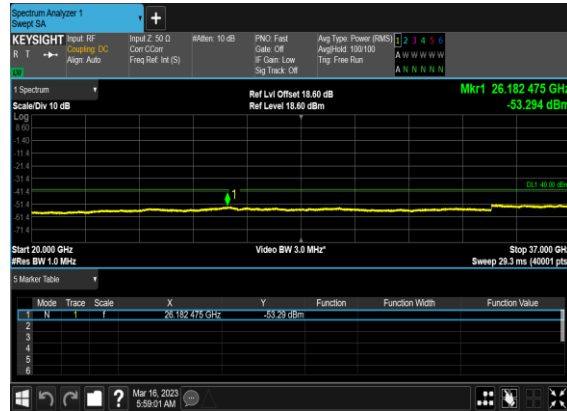 Spectrum Analyzer 1
Swept SA
+
KEYSIGHT Input: RF Input Z: 50 Ω #Atten: 10 dB PNO: Fast Avg Type: Power (RMS) 1 2 3 4 5 6
R T Coupling: DC Corr CCorr Gate: Off Avg|Hold: 100/100 A W W W W W
Align: Auto Freq Ref: Int (S) IF Gain: Low Trig: Free Run
LW Sig Track: Off A N N N N N
1 Spectrum Ref Lvl Offset 18.60 dB Mkr1 26.182 475 GHz
Scale/Div 10 dB Ref Level 18.60 dBm -53.294 dBm
Log
8.60
-1.40
-11.4
-21.4
-31.4
DL1 -40.00 dBm
-41.4
1
-51.4
-61.4
-71.4
Start 20.000 GHz Video BW 3.0 MHz* Stop 37.000 GHz
#Res BW 1.0 MHz Sweep 29.3 ms (40001 pts)
5 Marker Table
Mode Trace Scale X Y Function Function Width Function Value
1 N 1 f 26.182 475 GHz -53.29 dBm
2
3
4
5
6
? Mar 16, 2023
5:59:01 AM